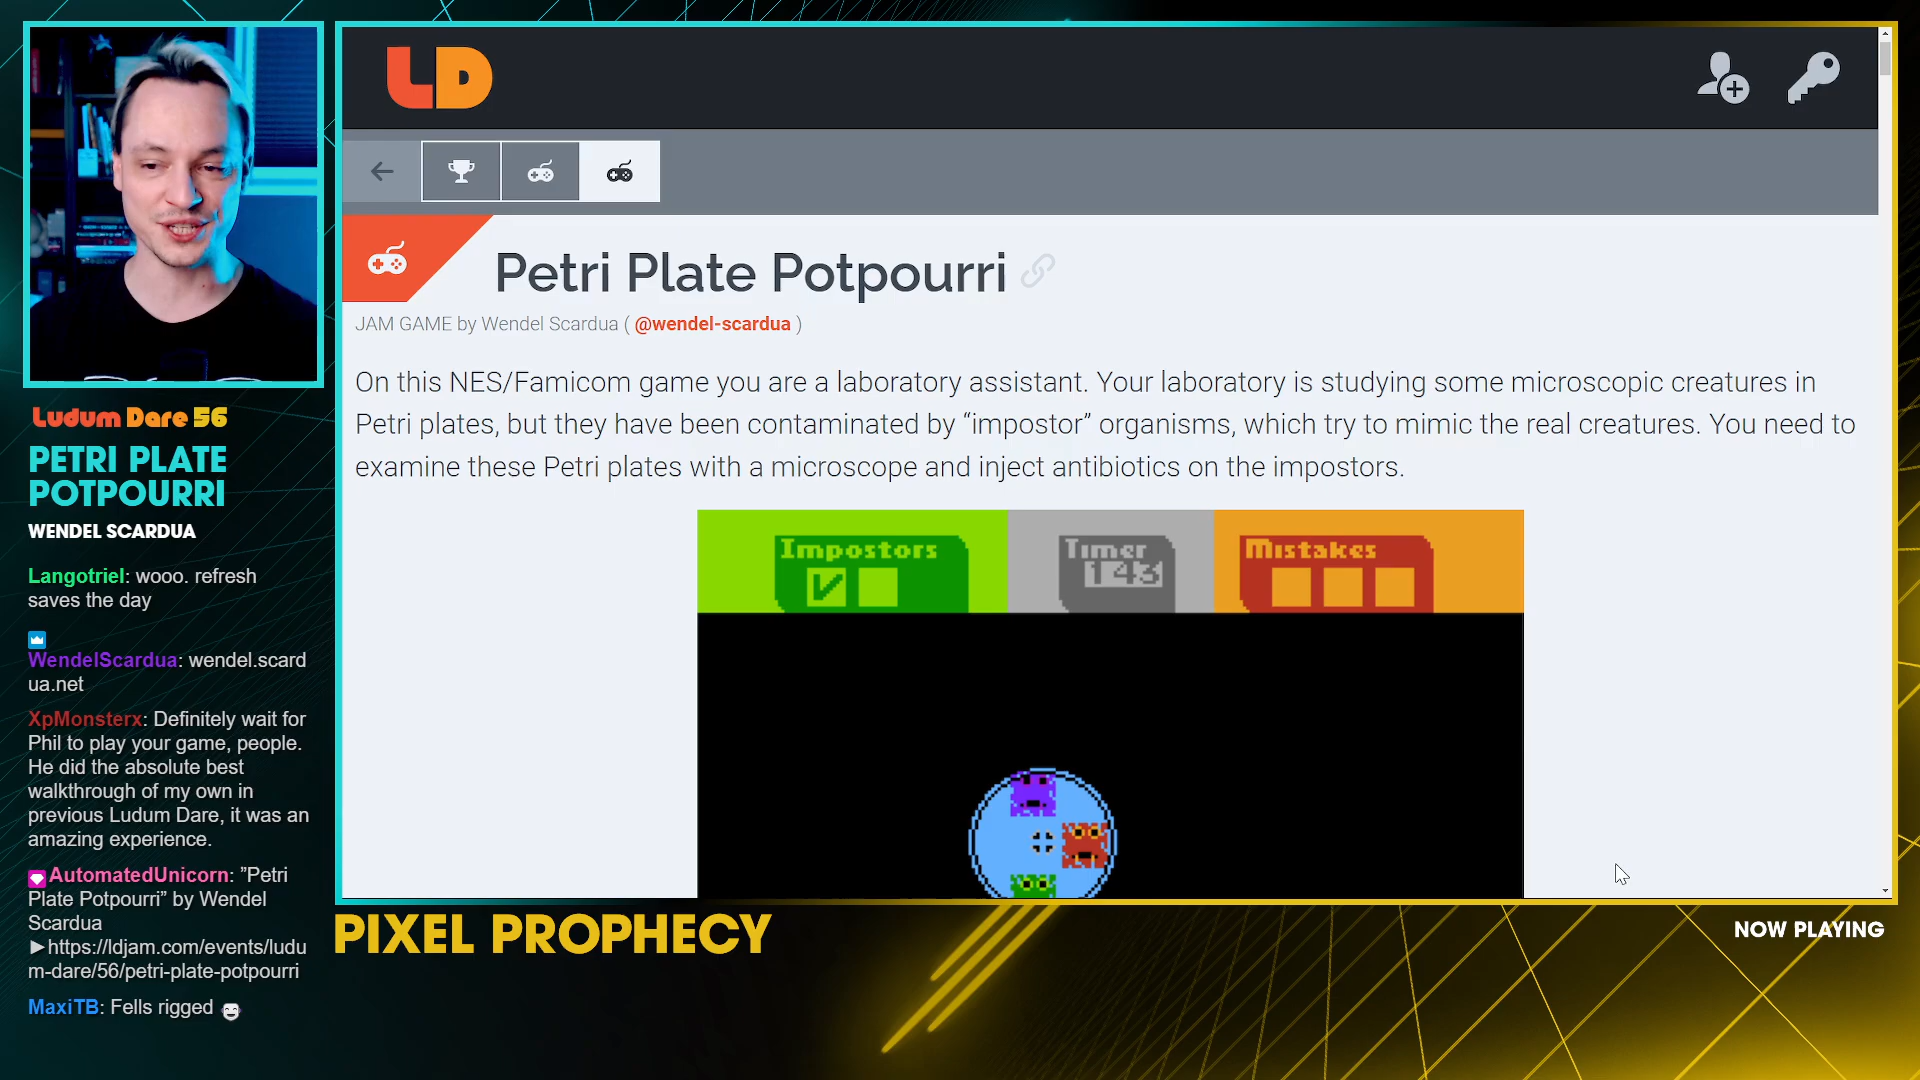 LD
Petri Plate Potpourri
JAM GAME by Wendel Scardua ( @wendel-scardua )
On this NES/Famicom game you are a laboratory assistant. Your laboratory is studying some microscopic creatures in
Petri plates, but they have been contaminated by “impostor” organisms, which try to mimic the real creatures. You need to
examine these Petri plates with a microscope and inject antibiotics on the impostors.
Impostors
Timer
143
Mistakes
Ludum Dare 56
PETRI PLATE
POTPOURRI
WENDEL SCARDUA
Langotriel: wooo. refresh
saves the day
WendelScardua: wendel.scard
ua.net
XpMonsterx: Definitely wait for
Phil to play your game, people.
He did the absolute best
walkthrough of my own in
previous Ludum Dare, it was an
amazing experience.
AutomatedUnicorn: ”Petri
Plate Potpourri” by Wendel
Scardua
►https://ldjam.com/events/ludu
m-dare/56/petri-plate-potpourri
MaxiTB: Fells rigged
PIXEL PROPHECY
NOW PLAYING